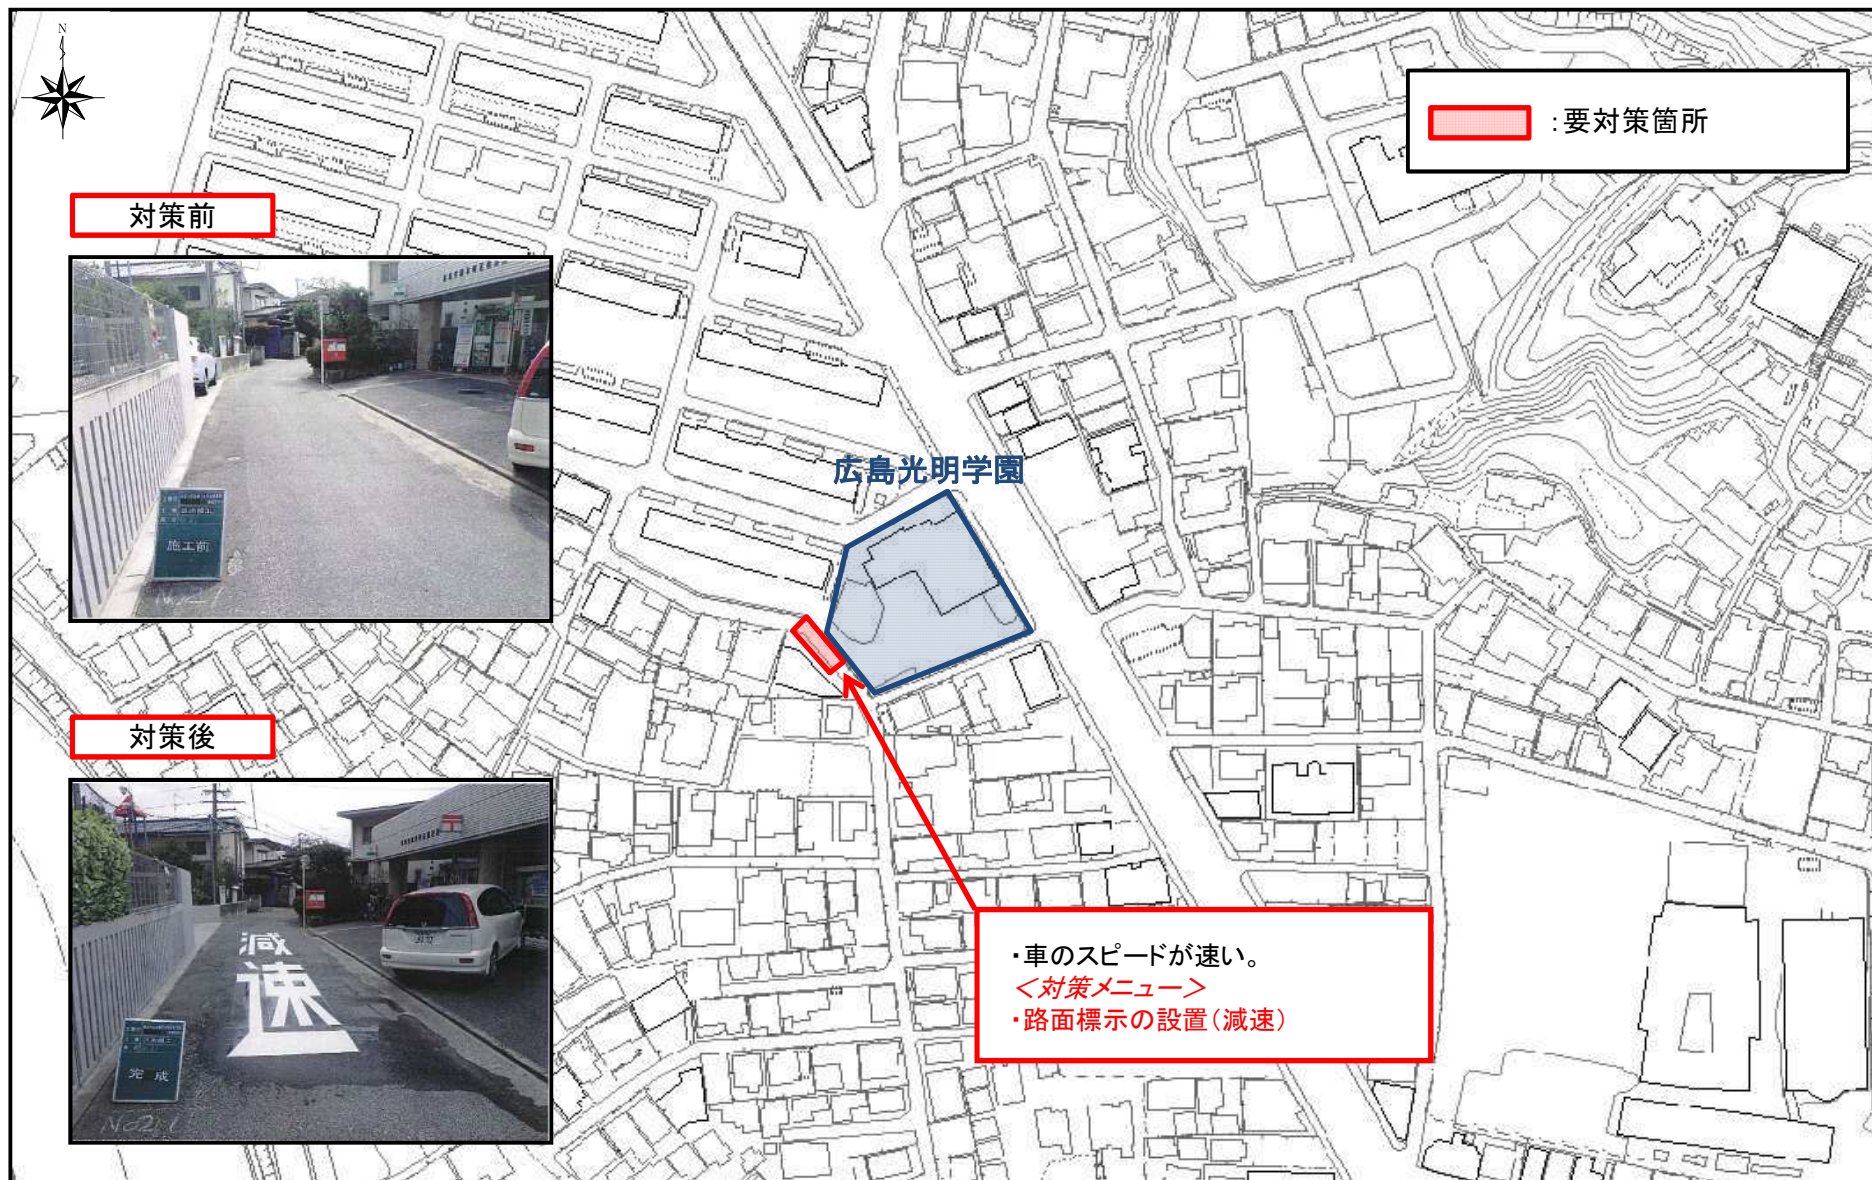 N
:要対策箇所
対策前
施工前
広島光明学園
対策後
減
速
完成
・車のスピードが速い。
<対策メニュー>
・路面標示の設置(減速)